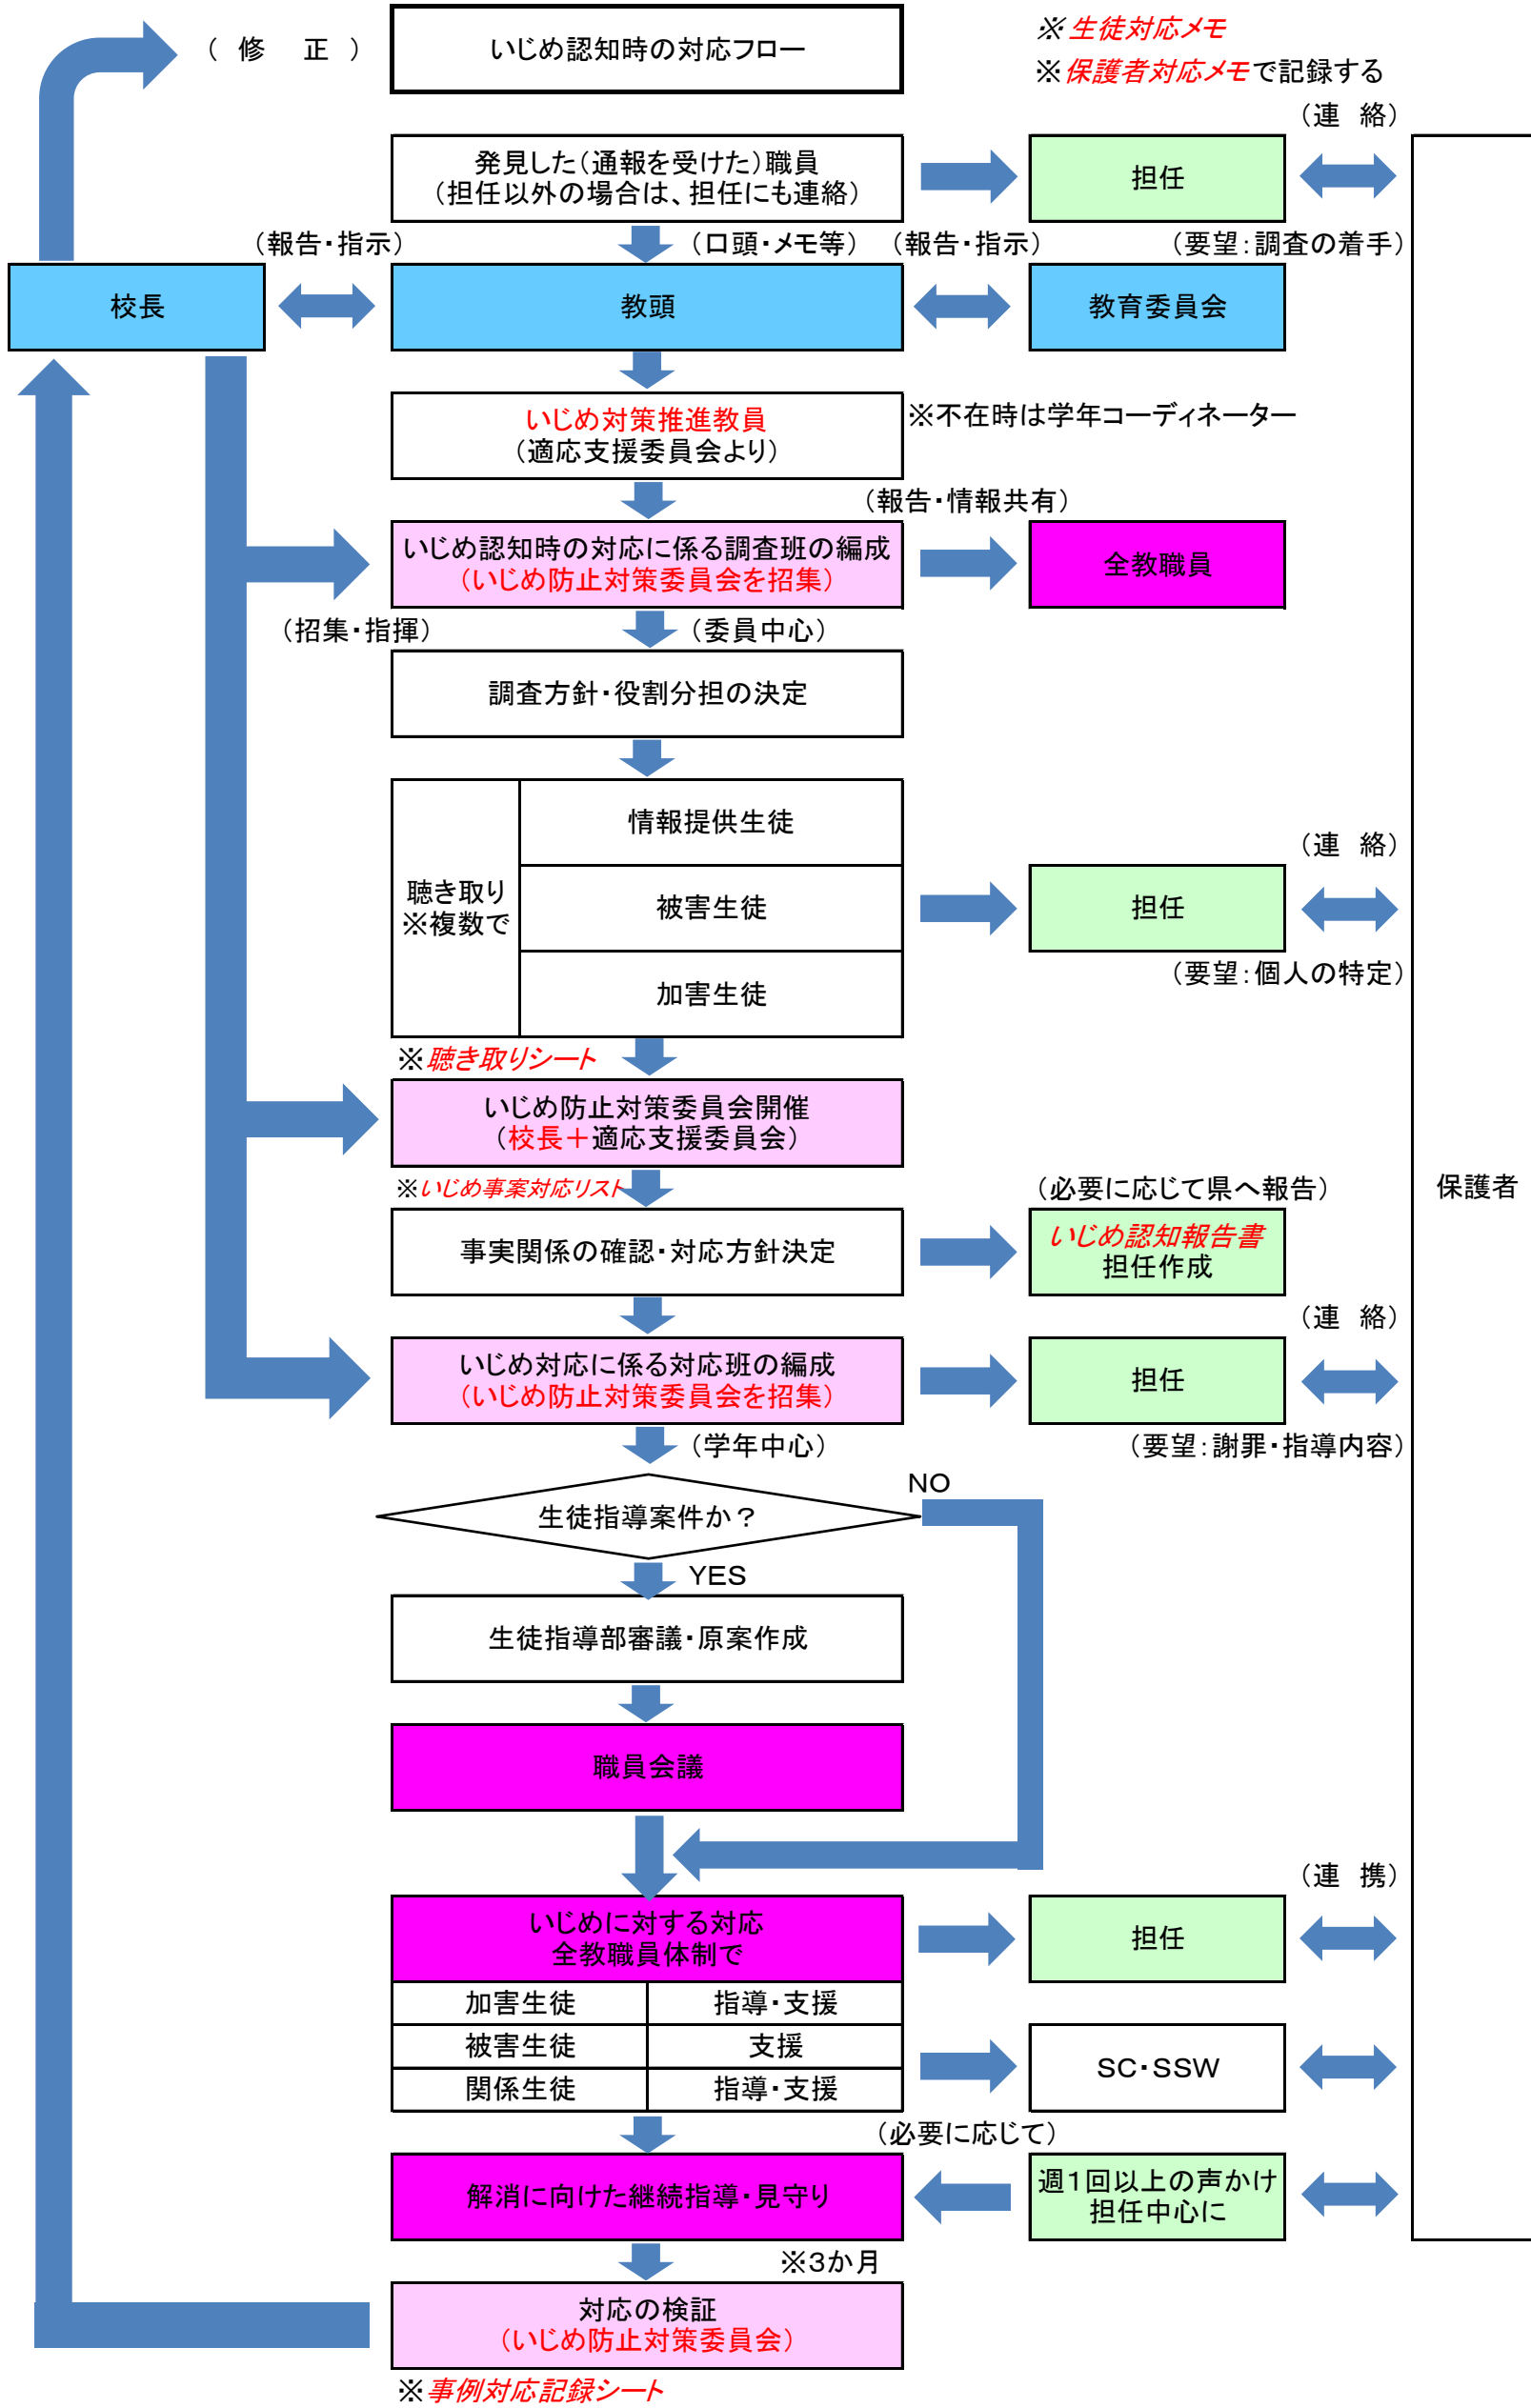 （　修　　正　）
いじめ認知時の対応フロー
※生徒対応メモ
※保護者対応メモで記録する
（連　絡）
発見した（通報を受けた）職員
（担任以外の場合は、担任にも連絡）
担任
（報告・指示）
（口頭・メモ等）
（報告・指示）
（要望：調査の着手）
校長
教頭
教育委員会
いじめ対策推進教員
（適応支援委員会より）
※不在時は学年コーディネーター
（報告・情報共有）
いじめ認知時の対応に係る調査班の編成
（いじめ防止対策委員会を招集）
全教職員
（招集・指揮）
（委員中心）
調査方針・役割分担の決定
聴き取り
※複数で
情報提供生徒
被害生徒
加害生徒
（連　絡）
担任
（要望：個人の特定）
※聴き取りシート
いじめ防止対策委員会開催
（校長＋適応支援委員会）
※いじめ事案対応リスト
（必要に応じて県へ報告）
保護者
事実関係の確認・対応方針決定
いじめ認知報告書
担任作成
（連　絡）
いじめ対応に係る対応班の編成
（いじめ防止対策委員会を招集）
担任
（学年中心）
（要望：謝罪・指導内容）
NO
生徒指導案件か？
YES
生徒指導部審議・原案作成
職員会議
（連　携）
いじめに対する対応
全教職員体制で
担任
加害生徒　指導・支援
被害生徒　支援
関係生徒　指導・支援
SC・SSW
（必要に応じて）
解消に向けた継続指導・見守り
週１回以上の声かけ
担任中心に
※3か月
対応の検証
（いじめ防止対策委員会）
※事例対応記録シート